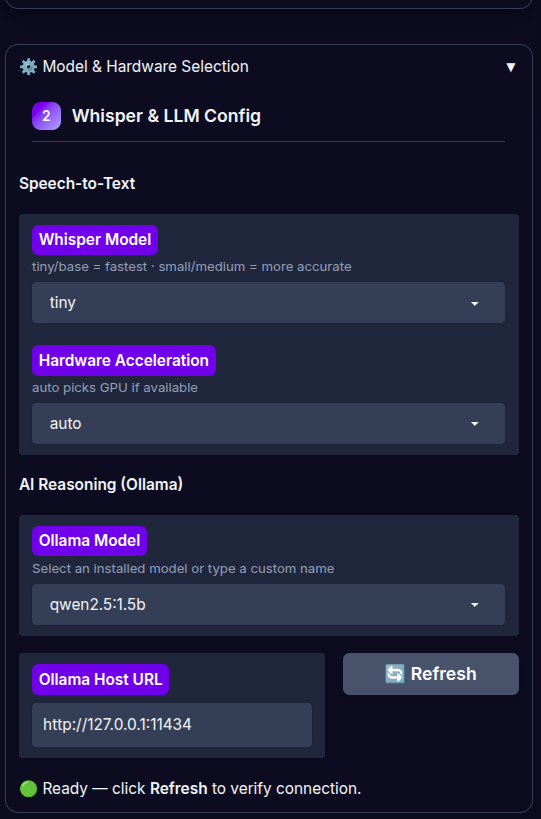 ⚙️ Model & Hardware Selection ▼
2 Whisper & LLM Config
Speech-to-Text
Whisper Model
tiny/base = fastest · small/medium = more accurate
tiny
Hardware Acceleration
auto picks GPU if available
auto
AI Reasoning (Ollama)
Ollama Model
Select an installed model or type a custom name
qwen2.5:1.5b
Ollama Host URL
🔄 Refresh
http://127.0.0.1:11434
🟢 Ready — click Refresh to verify connection.